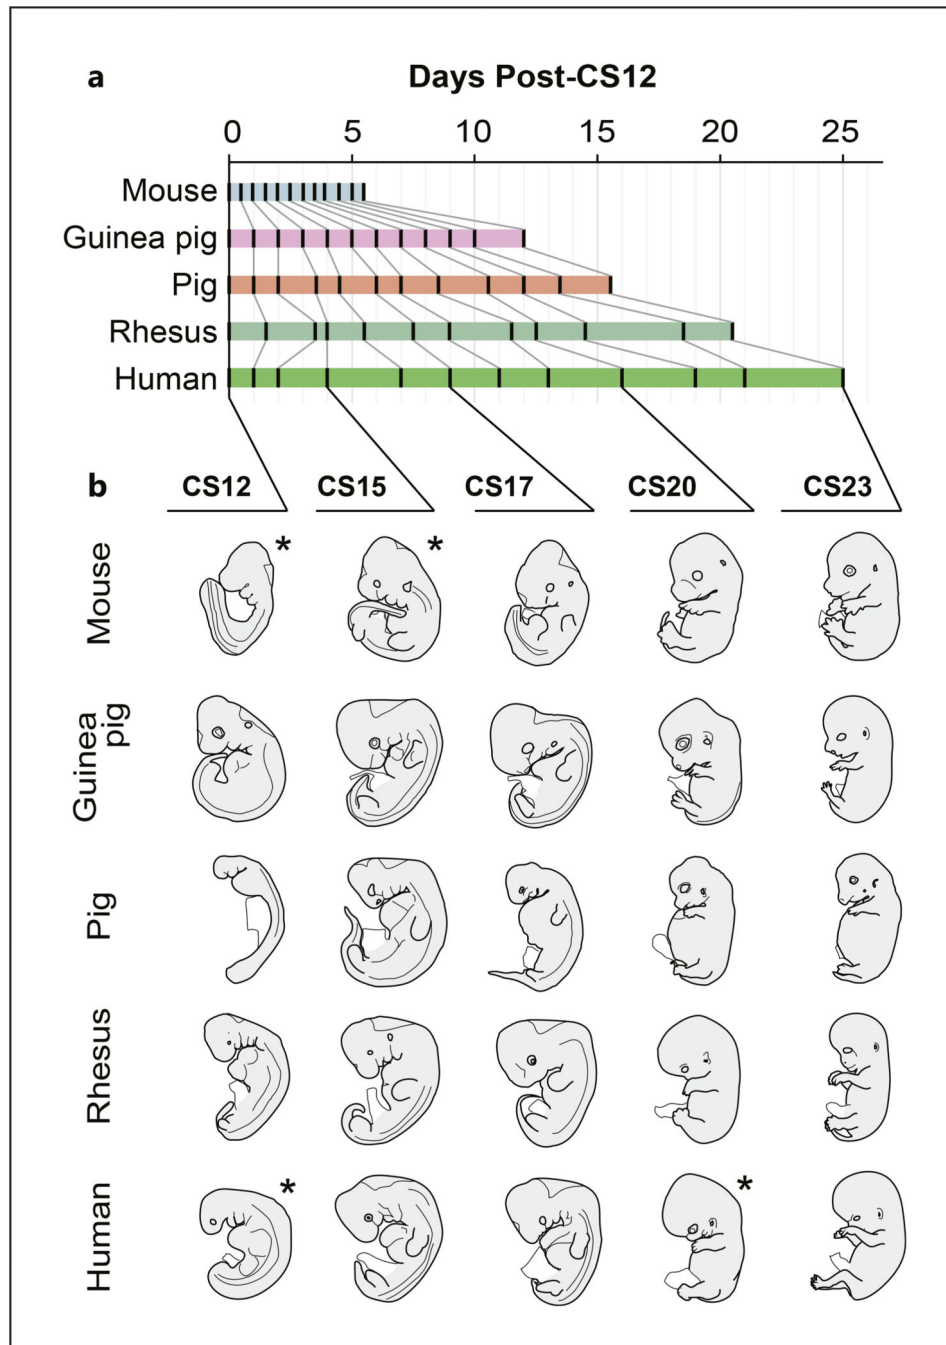 a
Days Post-CS12
0 5 10 15 20 25
Mouse
Guinea pig
Pig
Rhesus
Human
b
CS12 CS15 CS17 CS20 CS23
Mouse
* *
Guinea
pig
Pig
Rhesus
Human
* *